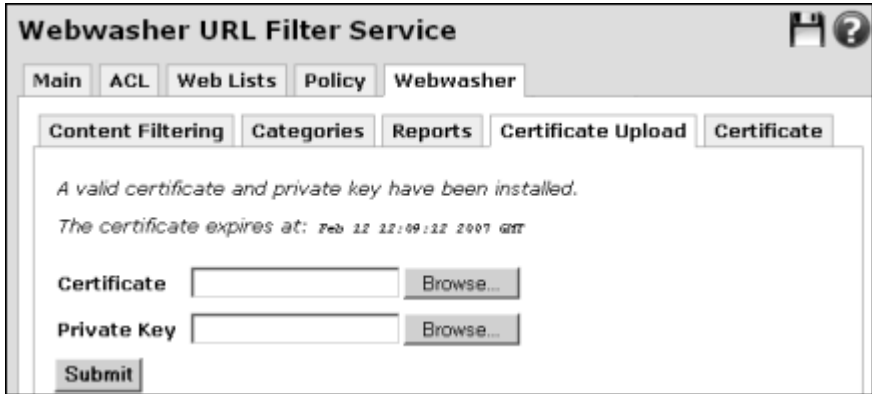 Webwasher URL Filter Service
Main ACL Web Lists Policy Webwasher
Content Filtering Categories Reports Certificate Upload Certificate
A valid certificate and private key have been installed.
The certificate expires at: Feb 12 12:09:12 2007 GMT
Certificate Browse...
Private Key Browse...
Submit